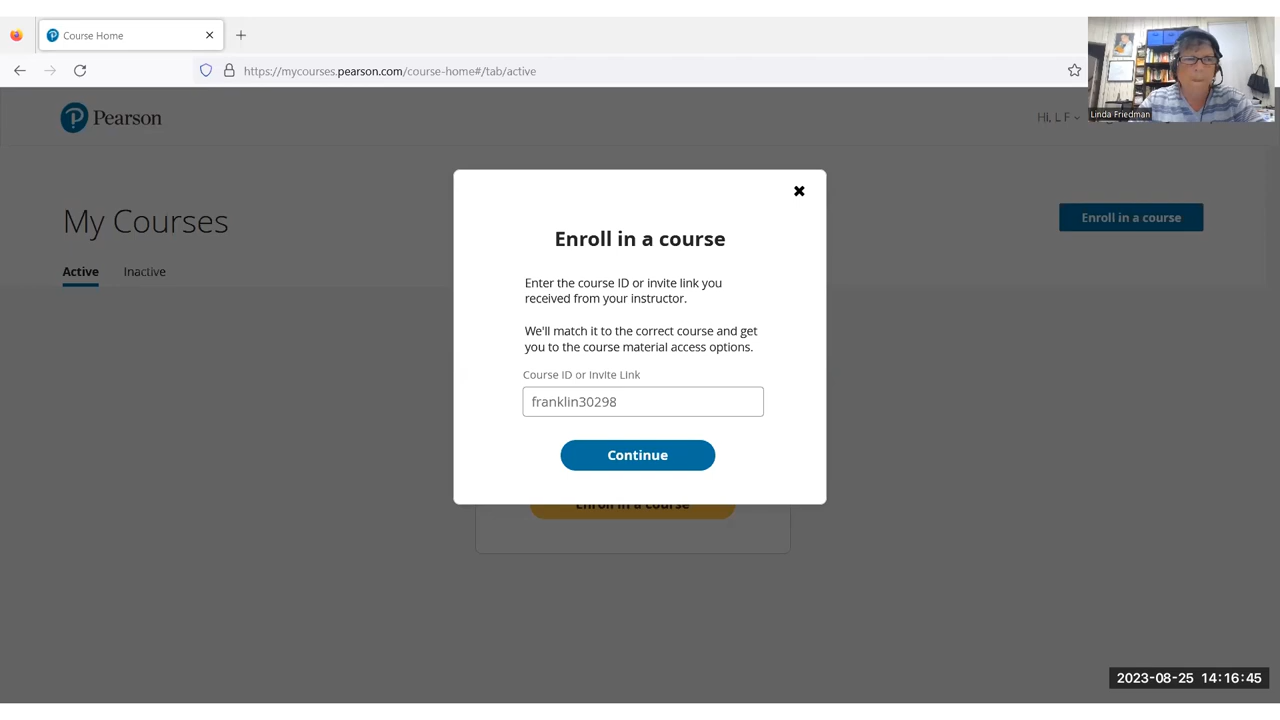 Course Home
https://mycourses.pearson.com/course-home#/tab/active
Linda Friedman
Pearson
Hi, L F
My Courses
Enroll in a course
Active
Inactive
Enroll in a course
Enter the course ID or invite link you
received from your instructor.
We'll match it to the correct course and get
you to the course material access options.
Course ID or Invite Link
franklin30298
Continue
Enroll in a course
2023-08-25 14:16:45